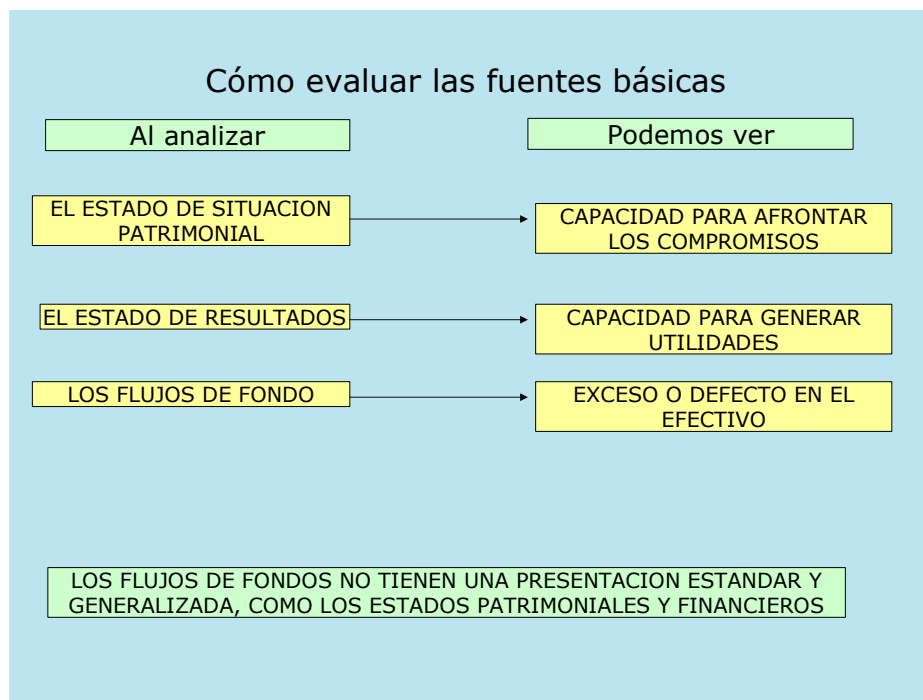 Cómo evaluar las fuentes básicas
Al analizar
Podemos ver
EL ESTADO DE SITUACION
PATRIMONIAL
CAPACIDAD PARA AFRONTAR
LOS COMPROMISOS
EL ESTADO DE RESULTADOS
CAPACIDAD PARA GENERAR
UTILIDADES
LOS FLUJOS DE FONDO
EXCESO O DEFECTO EN EL
EFECTIVO
LOS FLUJOS DE FONDOS NO TIENEN UNA PRESENTACION ESTANDAR Y
GENERALIZADA, COMO LOS ESTADOS PATRIMONIALES Y FINANCIEROS